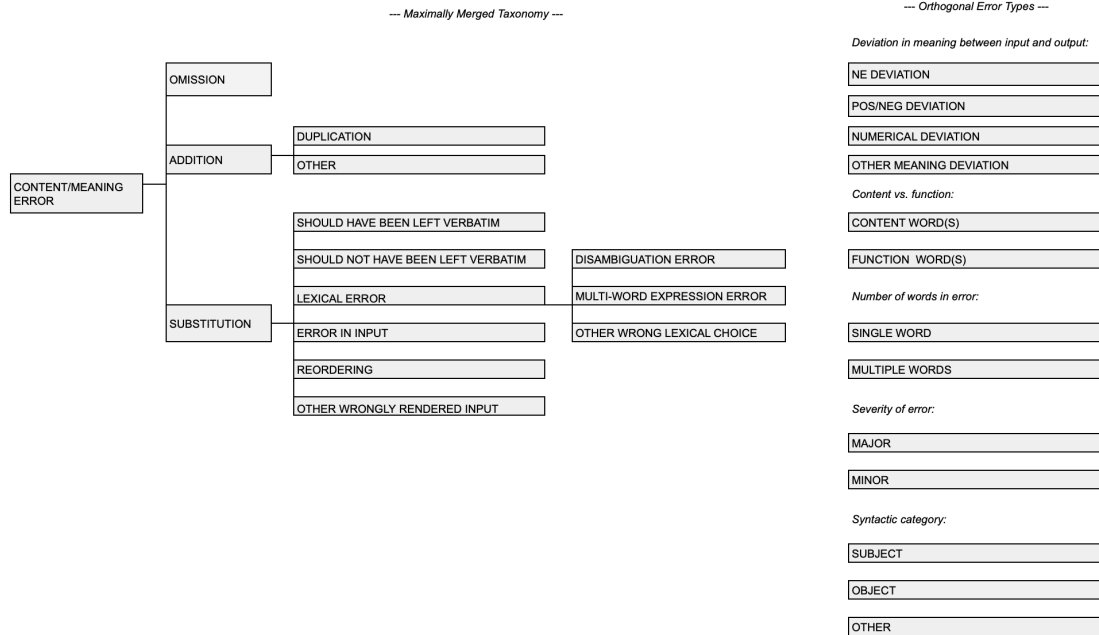 --- Maximally Merged Taxonomy ---
CONTENT/MEANING
ERROR
OMISSION
ADDITION
DUPLICATION
OTHER
SUBSTITUTION
SHOULD HAVE BEEN LEFT VERBATIM
SHOULD NOT HAVE BEEN LEFT VERBATIM
LEXICAL ERROR
DISAMBIGUATION ERROR
MULTI-WORD EXPRESSION ERROR
OTHER WRONG LEXICAL CHOICE
ERROR IN INPUT
REORDERING
OTHER WRONGLY RENDERED INPUT
--- Orthogonal Error Types ---
Deviation in meaning between input and output:
NE DEVIATION
POS/NEG DEVIATION
NUMERICAL DEVIATION
OTHER MEANING DEVIATION
Content vs. function:
CONTENT WORD(S)
FUNCTION WORD(S)
Number of words in error:
SINGLE WORD
MULTIPLE WORDS
Severity of error:
MAJOR
MINOR
Syntactic category:
SUBJECT
OBJECT
OTHER